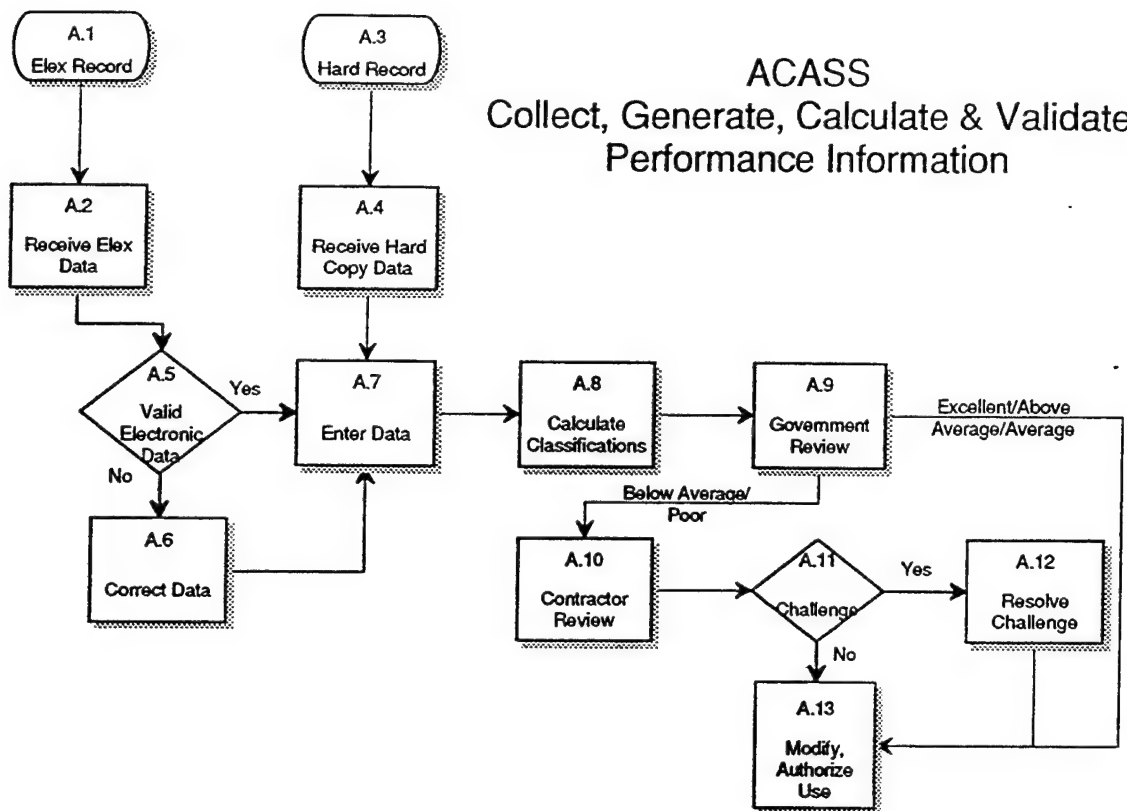 A.1
Elex Record
A.3
Hard Record
ACASS
Collect, Generate, Calculate & Validate
Performance Information
A.2
Receive Elex
Data
A.4
Receive Hard
Copy Data
A.5
Valid
Electronic
Data
Yes
No
A.6
Correct Data
A.7
Enter Data
A.8
Calculate
Classifications
A.9
Government
Review
Excellent/Above
Average/Average
Below Average/
Poor
A.10
Contractor
Review
A.11
Challenge
Yes
No
A.12
Resolve
Challenge
A.13
Modify,
Authorize
Use